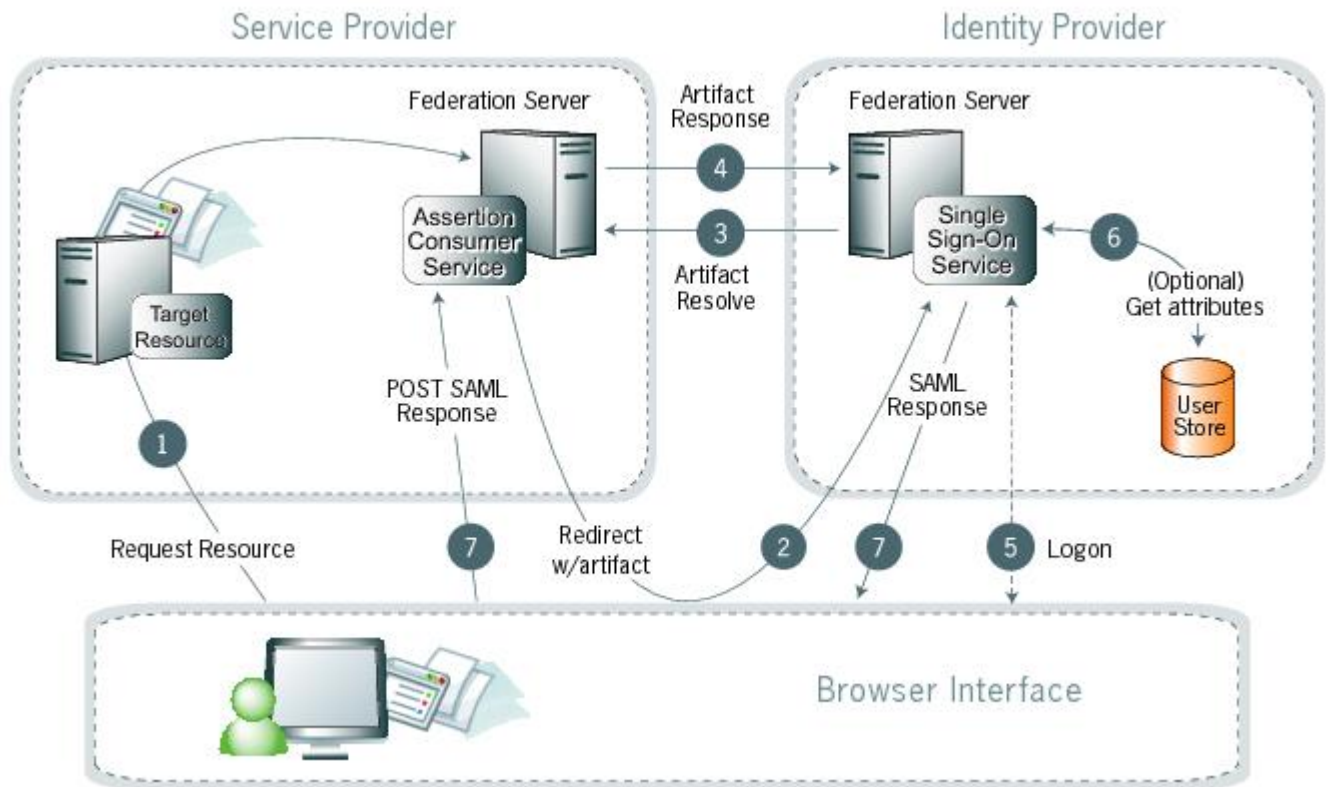 Service Provider
Identity Provider
Federation Server
Artifact
Response
Federation Server
4
Assertion
Consumer
Service
3
Single
Sign-On
Service
6
Artifact
Resolve
(Optional)
Get attributes
Target
Resource
POST SAML
Response
SAML
Response
User
Store
1
Request Resource
7
Redirect
w/artifact
2
7
5
Logon
Browser Interface